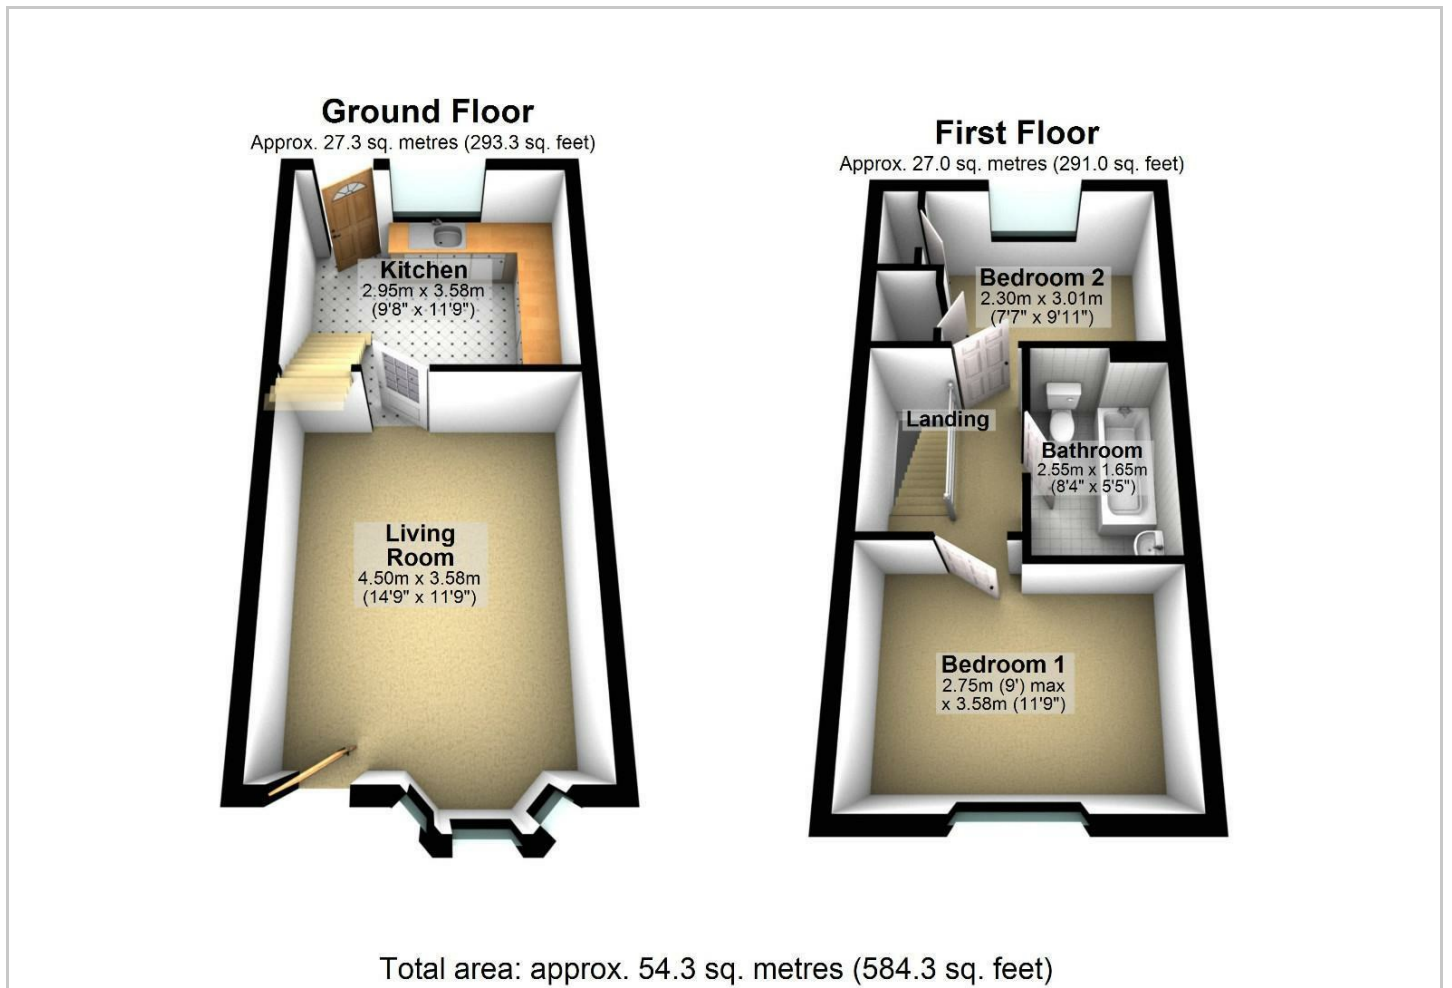 Ground Floor
Approx. 27.3 sq. metres (293.3 sq. feet)
Kitchen
2.95m x 3.58m
(9'8" x 11'9")
Living
Room
4.50m x 3.58m
(14'9" x 11'9")
First Floor
Approx. 27.0 sq. metres (291.0 sq. feet)
Bedroom 2
2.30m x 3.01m
(7'7" x 9'11")
Landing
Bathroom
2.55m x 1.65m
(8'4" x 5'5")
Bedroom 1
2.75m (9') max
x 3.58m (11'9")
Total area: approx. 54.3 sq. metres (584.3 sq. feet)